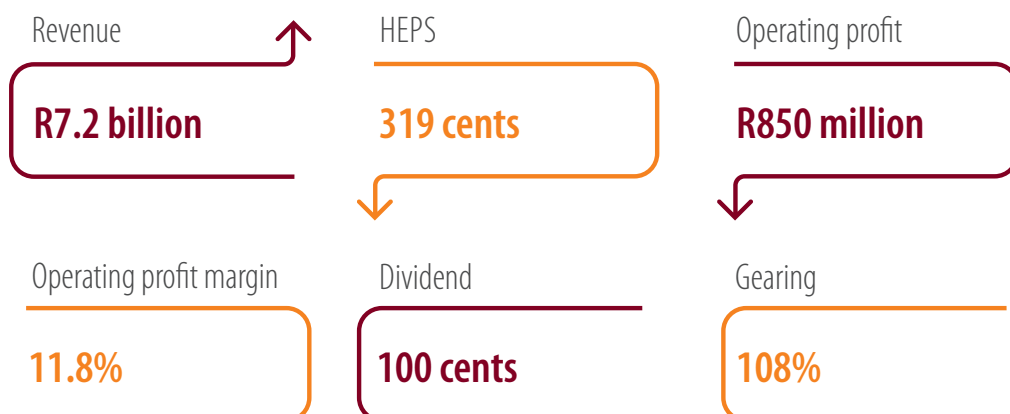 Revenue
R7.2 billion
HEPS
319 cents
Operating profit
R850 million
Operating profit margin
11.8%
Dividend
100 cents
Gearing
108%